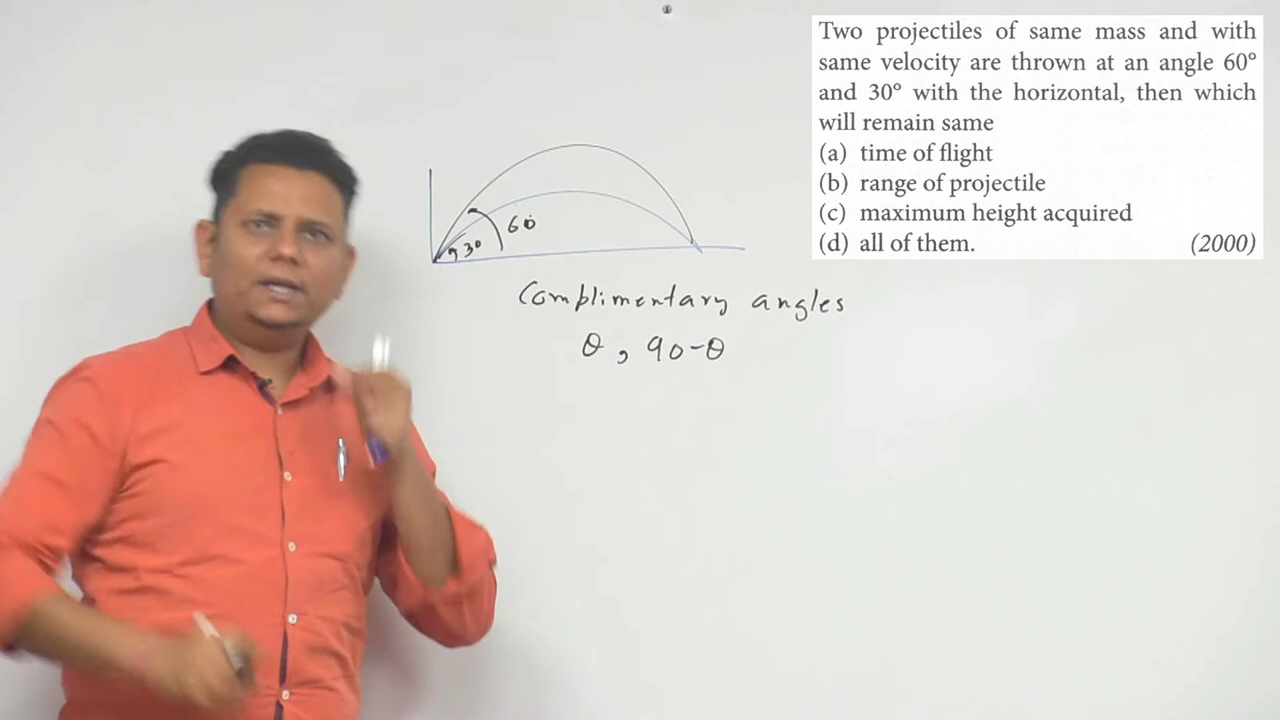 Two projectiles of same mass and with
same velocity are thrown at an angle 60°
and 30° with the horizontal, then which
will remain same
(a) time of flight
(b) range of projectile
(c) maximum height acquired
(d) all of them. (2000)
60
30
Complimentary angles
θ, 90-θ